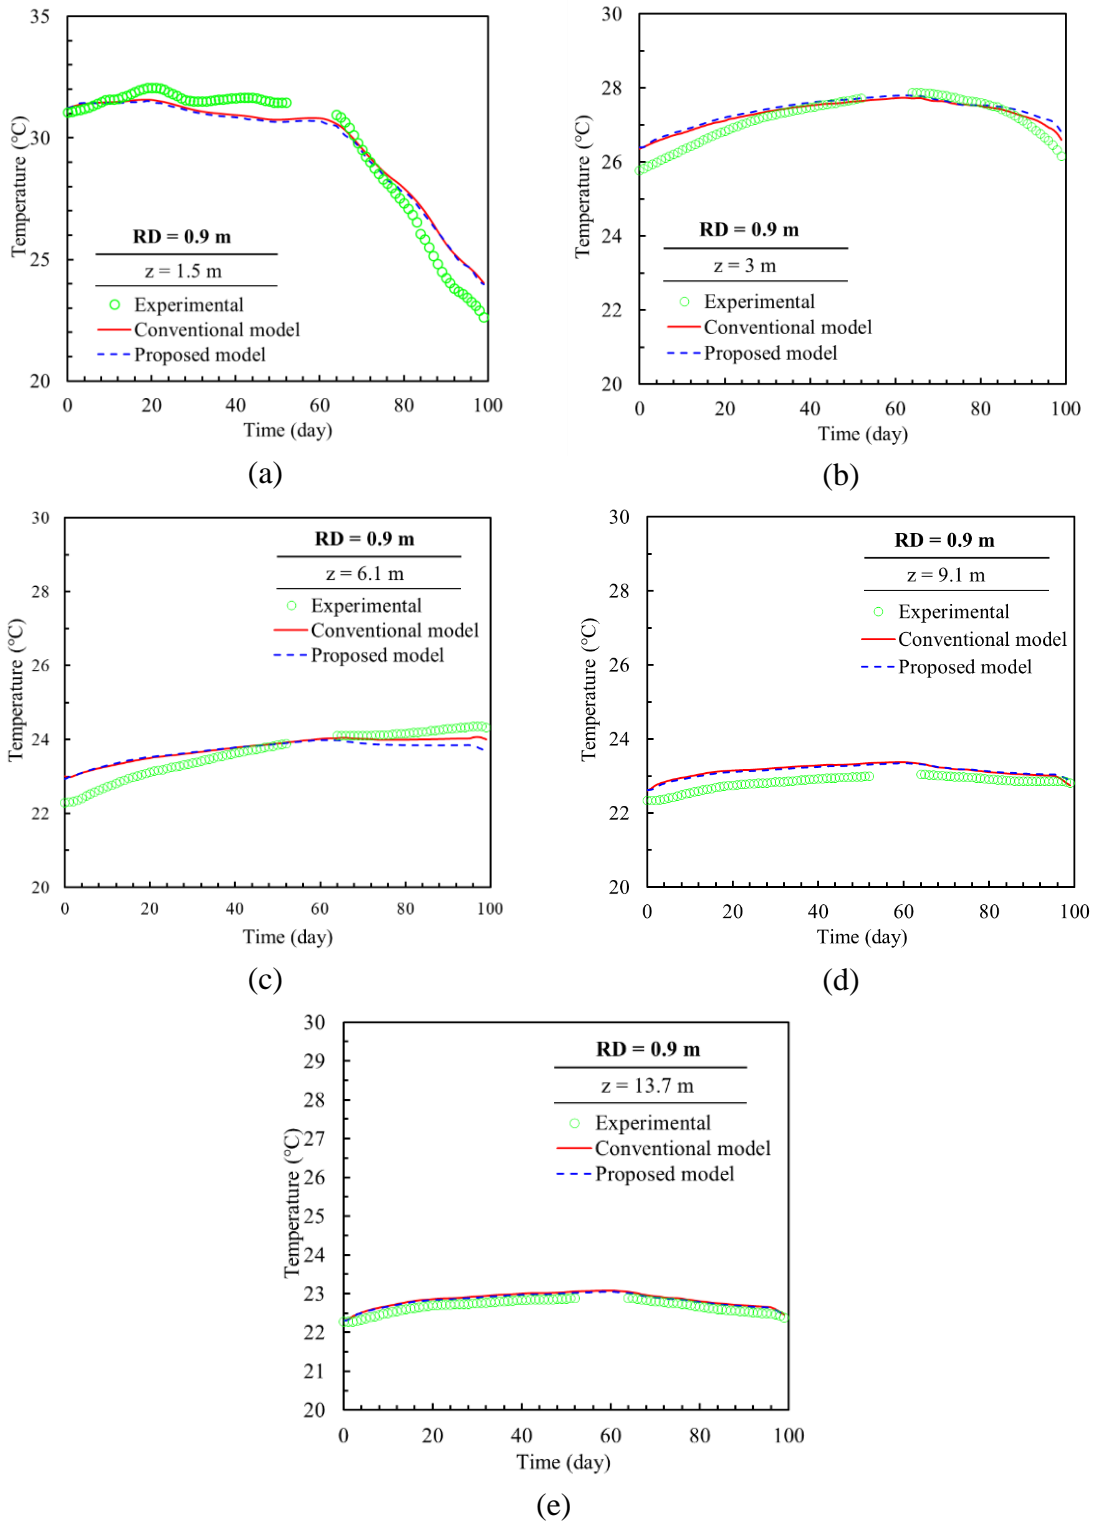 35
30
25
20
Temperature (°C)
RD = 0.9 m
z = 1.5 m
Experimental
Conventional model
Proposed model
0 20 40 60 80 100
Time (day)
(a)
30
28
26
24
22
20
Temperature (°C)
RD = 0.9 m
z = 3 m
Experimental
Conventional model
Proposed model
0 20 40 60 80 100
Time (day)
(b)
30
28
26
24
22
20
Temperature (°C)
RD = 0.9 m
z = 6.1 m
Experimental
Conventional model
Proposed model
0 20 40 60 80 100
Time (day)
(c)
30
28
26
24
22
20
Temperature (°C)
RD = 0.9 m
z = 9.1 m
Experimental
Conventional model
Proposed model
0 20 40 60 80 100
Time (day)
(d)
30
29
28
27
26
25
24
23
22
21
20
Temperature (°C)
RD = 0.9 m
z = 13.7 m
Experimental
Conventional model
Proposed model
0 20 40 60 80 100
Time (day)
(e)